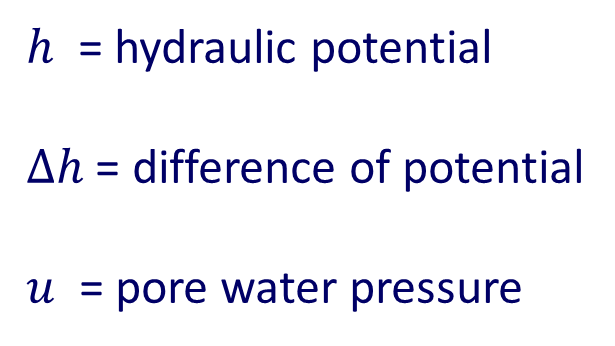 h = hydraulic potential
Δh = difference of potential
u = pore water pressure